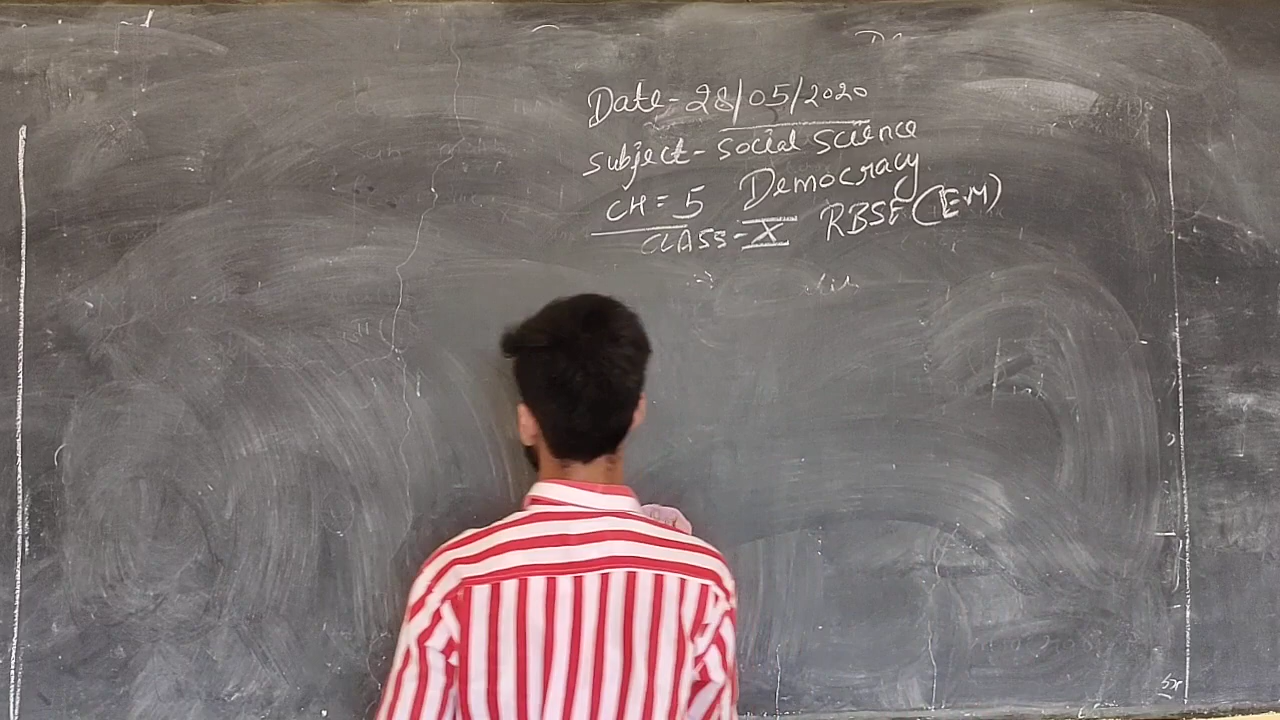 Date-28/05/2020
Subject-Social Science
CH=5 Democracy
CLASS-X RBSE(EM)